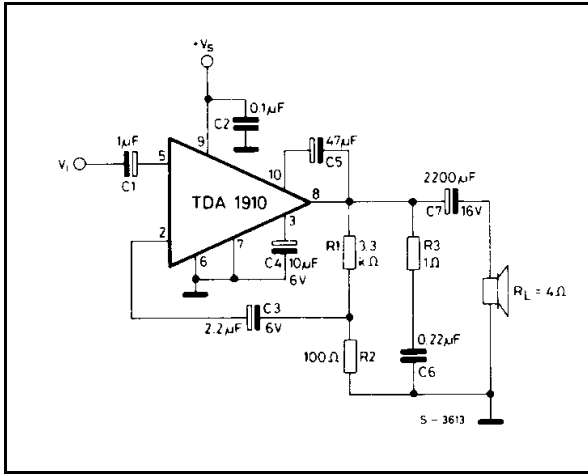 +Vs
0.1µF
C2
1µF
47µF
C5
Vi
C1
5
9
10
8
2200µF
TDA 1910
C7
16V
3
R1
3.3
kΩ
R3
1Ω
2
7
6
C4
10µF
6V
RL = 4Ω
C3
2.2µF
6V
0.22µF
100Ω
R2
C6
S - 3613